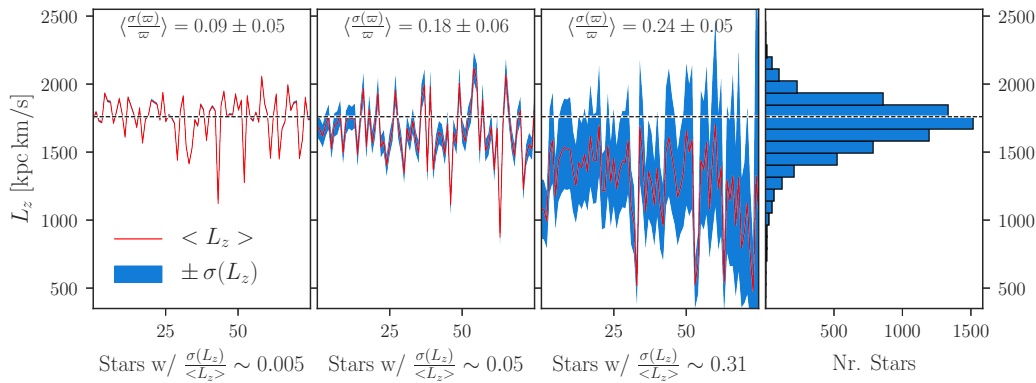 ⟨σ(ϖ)/ϖ⟩ = 0.09 ± 0.05
⟨σ(ϖ)/ϖ⟩ = 0.18 ± 0.06
⟨σ(ϖ)/ϖ⟩ = 0.24 ± 0.05
2500 2500
2000 2000
1500 1500
1000 1000
500 500
L_z [kpc km/s]
< L_z >
± σ(L_z)
25 50 25 50 25 50 500 1000 1500
Stars w/ σ(L_z)/<L_z> ∼ 0.005
Stars w/ σ(L_z)/<L_z> ∼ 0.05
Stars w/ σ(L_z)/<L_z> ∼ 0.31
Nr. Stars